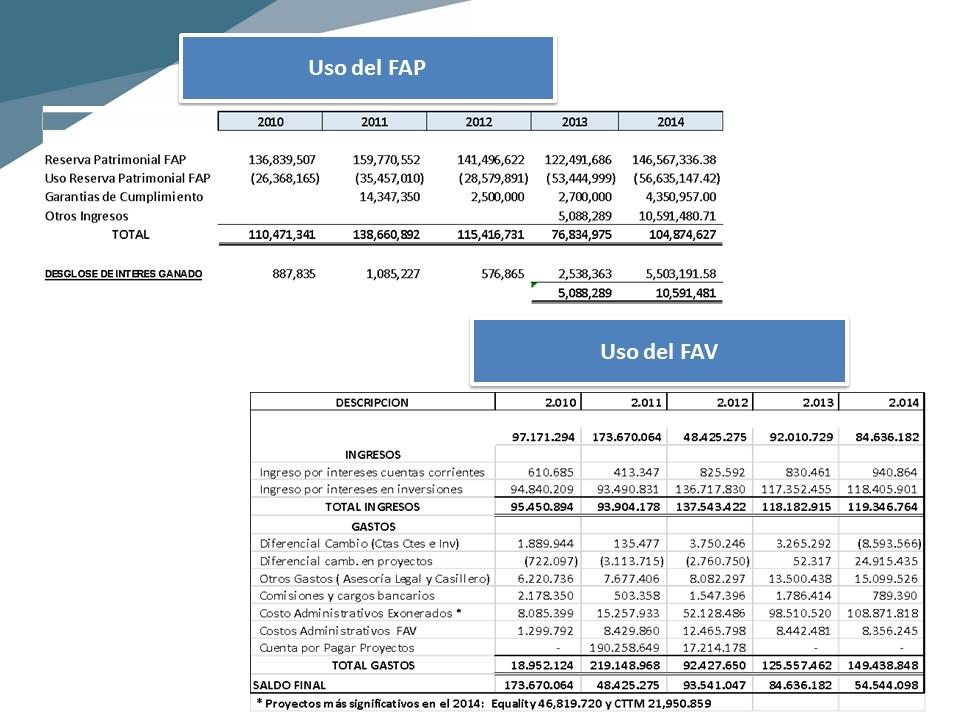 Uso del FAP
2010 2011 2012 2013 2014
Reserva Patrimonial FAP 136,839,507 159,770,552 141,496,622 122,491,686 146,567,336.38
Uso Reserva Patrimonial FAP (26,368,165) (35,457,010) (28,579,891) (53,444,999) (56,635,147.42)
Garantias de Cumplimiento 14,347,350 2,500,000 2,700,000 4,350,957.00
Otros Ingresos 5,088,289 10,591,480.71
TOTAL 110,471,341 138,660,892 115,416,731 76,834,975 104,874,627
DESGLOSE DE INTERES GANADO 887,835 1,085,227 576,865 2,538,363 5,503,191.58
5,088,289 10,591,481
Uso del FAV
DESCRIPCION 2.010 2.011 2.012 2.013 2.014
97.171.294 173.670.064 48.425.275 92.010.729 84.636.182
INGRESOS
Ingreso por intereses cuentas corrientes 610.685 413.347 825.592 830.461 940.864
Ingreso por intereses en inversiones 94.840.209 93.490.831 136.717.830 117.352.455 118.405.901
TOTAL INGRESOS 95.450.894 93.904.178 137.543.422 118.182.915 119.346.764
GASTOS
Diferencial Cambio (Ctas Ctes e Inv) 1.889.944 135.477 3.750.246 3.265.292 (8.593.566)
Diferencial camb. en proyectos (722.097) (3.113.715) (2.760.750) 52.317 24.915.435
Otros Gastos ( Asesoría Legal y Casillero) 6.220.736 7.677.406 8.082.297 13.500.438 15.099.526
Comisiones y cargos bancarios 2.178.350 503.358 1.547.396 1.786.414 789.390
Costo Administrativos Exonerados * 8.085.399 15.257.933 52.128.486 98.510.520 108.871.818
Costos Administrativos FAV 1.299.792 8.429.860 12.465.798 8.442.481 8.356.245
Cuenta por Pagar Proyectos - 190.258.649 17.214.178 - -
TOTAL GASTOS 18.952.124 219.148.968 92.427.650 125.557.462 149.438.848
SALDO FINAL 173.670.064 48.425.275 93.541.047 84.636.182 54.544.098
* Proyectos más significativos en el 2014: Equality 46,819.720 y CTTM 21,950.859